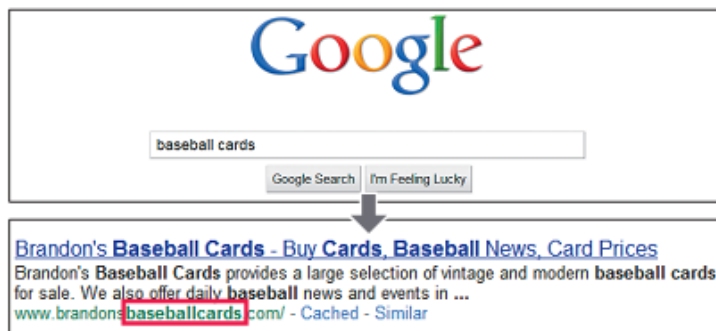 Google
baseball cards
Google Search I'm Feeling Lucky
Brandon's Baseball Cards - Buy Cards, Baseball News, Card Prices
Brandon's Baseball Cards provides a large selection of vintage and modern baseball cards
for sale. We also offer daily baseball news and events in ...
www.brandonsbaseballcards.com/ - Cached - Similar